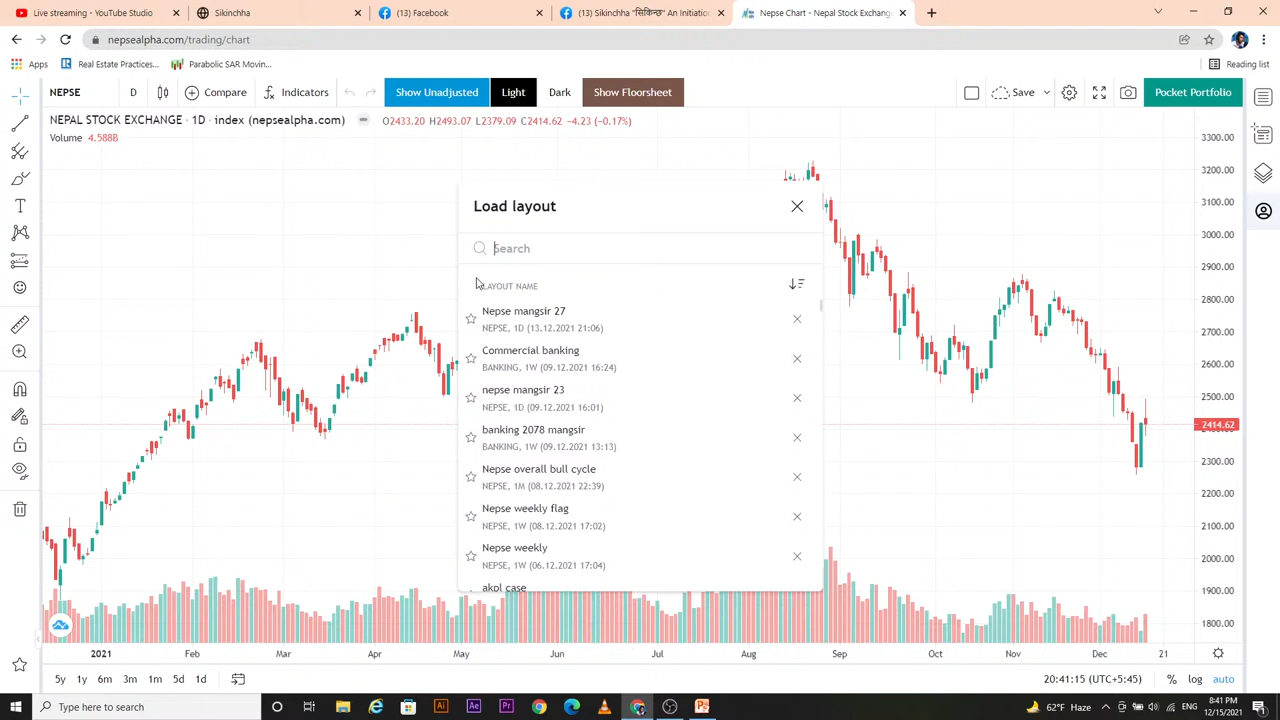 Live streaming - YouTube Studio
Sikinchha
(13) Facebook
(13) Sikinchha - "सिकिन्छ" - An Initiation
Nepse Chart - Nepal Stock Exchange
nepsealpha.com/trading/chart
Apps
Real Estate Practices...
Parabolic SAR Movin...
Reading list
NEPSE
D
Compare
Indicators
Show Unadjusted
Light
Dark
Show Floorsheet
Save
Pocket Portfolio
NEPAL STOCK EXCHANGE · 1D · index (nepsealpha.com)
O2433.20 H2493.07 L2379.09 C2414.62 −4.23 (−0.17%)
Volume 4.588B
Load layout
Search
LAYOUT NAME
Nepse mangsir 27
NEPSE, 1D (13.12.2021 21:06)
Commercial banking
BANKING, 1W (09.12.2021 16:24)
nepse mangsir 23
NEPSE, 1D (09.12.2021 16:01)
banking 2078 mangsir
BANKING, 1W (09.12.2021 13:13)
Nepse overall bull cycle
NEPSE, 1M (08.12.2021 22:39)
Nepse weekly flag
NEPSE, 1W (08.12.2021 17:02)
Nepse weekly
NEPSE, 1W (06.12.2021 17:04)
akpl case
3300.00
3200.00
3100.00
3000.00
2900.00
2800.00
2700.00
2600.00
2500.00
2414.62
2300.00
2200.00
2100.00
2000.00
1900.00
1800.00
2021
Feb
Mar
Apr
May
Jun
Jul
Aug
Sep
Oct
Nov
Dec
21
5y
1y
6m
3m
1m
5d
1d
20:41:15 (UTC+5:45)
%
log
auto
Type here to search
Ai
Ae
Pr
62°F Haze
8:41 PM
12/15/2021